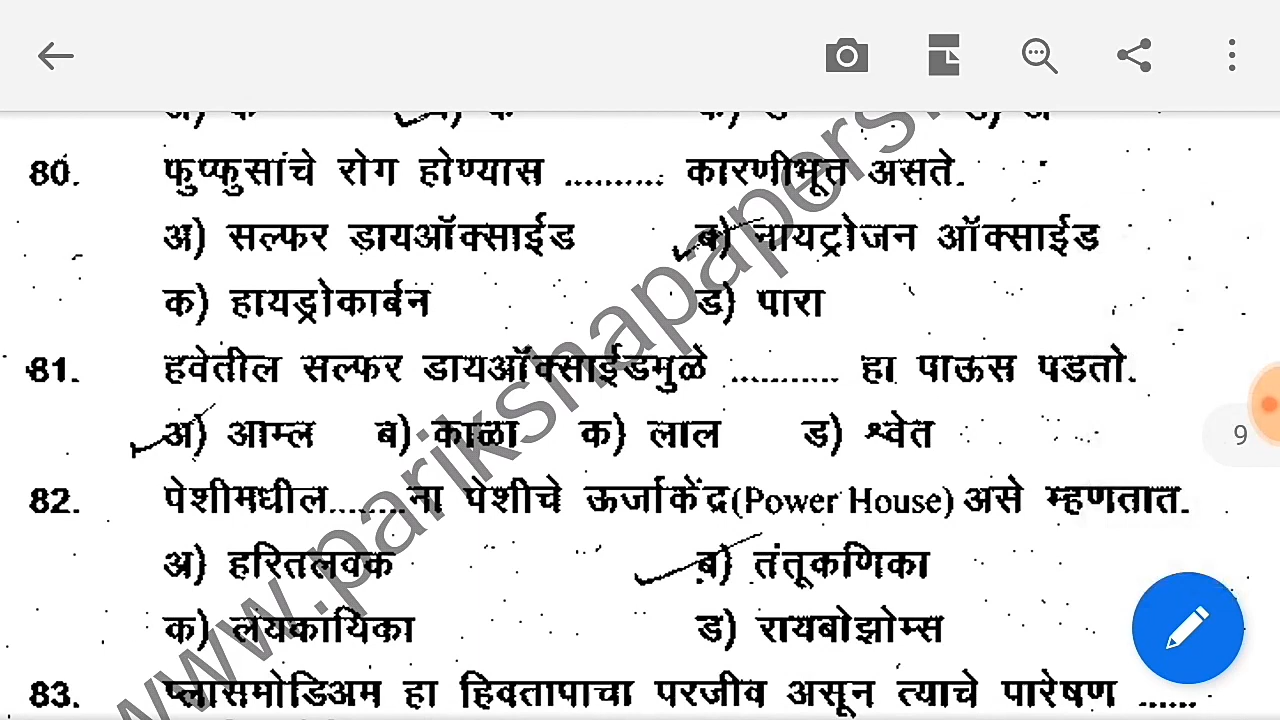 80. फुप्फुसांचे रोग होण्यास .......... कारणीभूत असते.
अ) सल्फर डायऑक्साईड ब) नायट्रोजन ऑक्साईड
क) हायड्रोकार्बन ड) पारा
81. हवेतील सल्फर डायऑक्साईडमुळे ........... हा पाऊस पडतो.
अ) आम्ल ब) काळा क) लाल ड) श्वेत
9
82. पेशीमधील........ना पेशीचे ऊर्जाकेंद्र(Power House) असे म्हणतात.
अ) हरितलवक ब) तंतूकणिका
क) लयकायिका ड) रायबोझोम्स
83. प्लासमोडिअम हा हिवतापाचा परजीव असून त्याचे पारेषण ......
www.parikshapapers